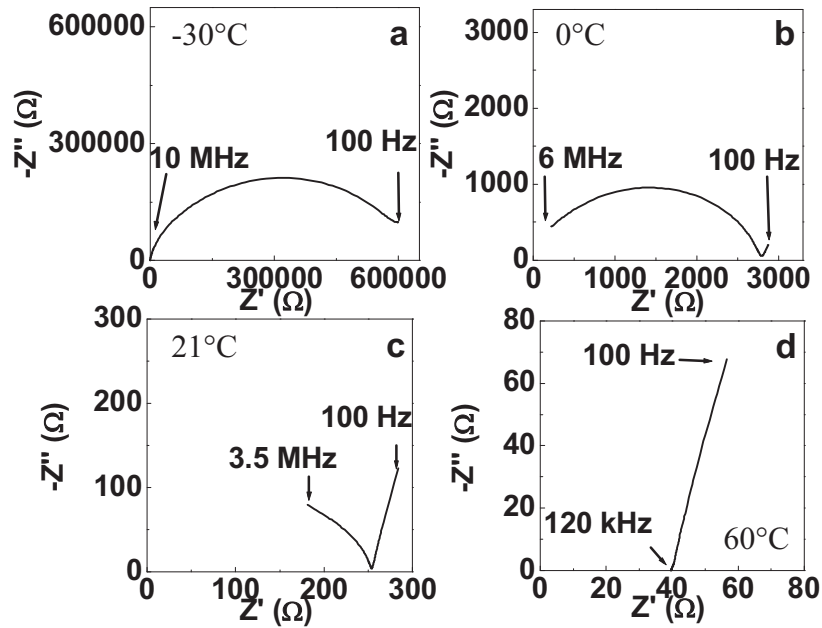 600000
-30°C
a
300000
-Z'' (Ω)
10 MHz
100 Hz
0
0
300000
600000
Z' (Ω)
3000
0°C
b
2000
-Z'' (Ω)
6 MHz
100 Hz
1000
0
0
1000
2000
3000
Z' (Ω)
300
21°C
c
200
-Z'' (Ω)
100 Hz
3.5 MHz
100
0
0
100
200
300
Z' (Ω)
80
d
100 Hz
60
-Z'' (Ω)
40
20
120 kHz
60°C
0
0
20
40
60
80
Z' (Ω)